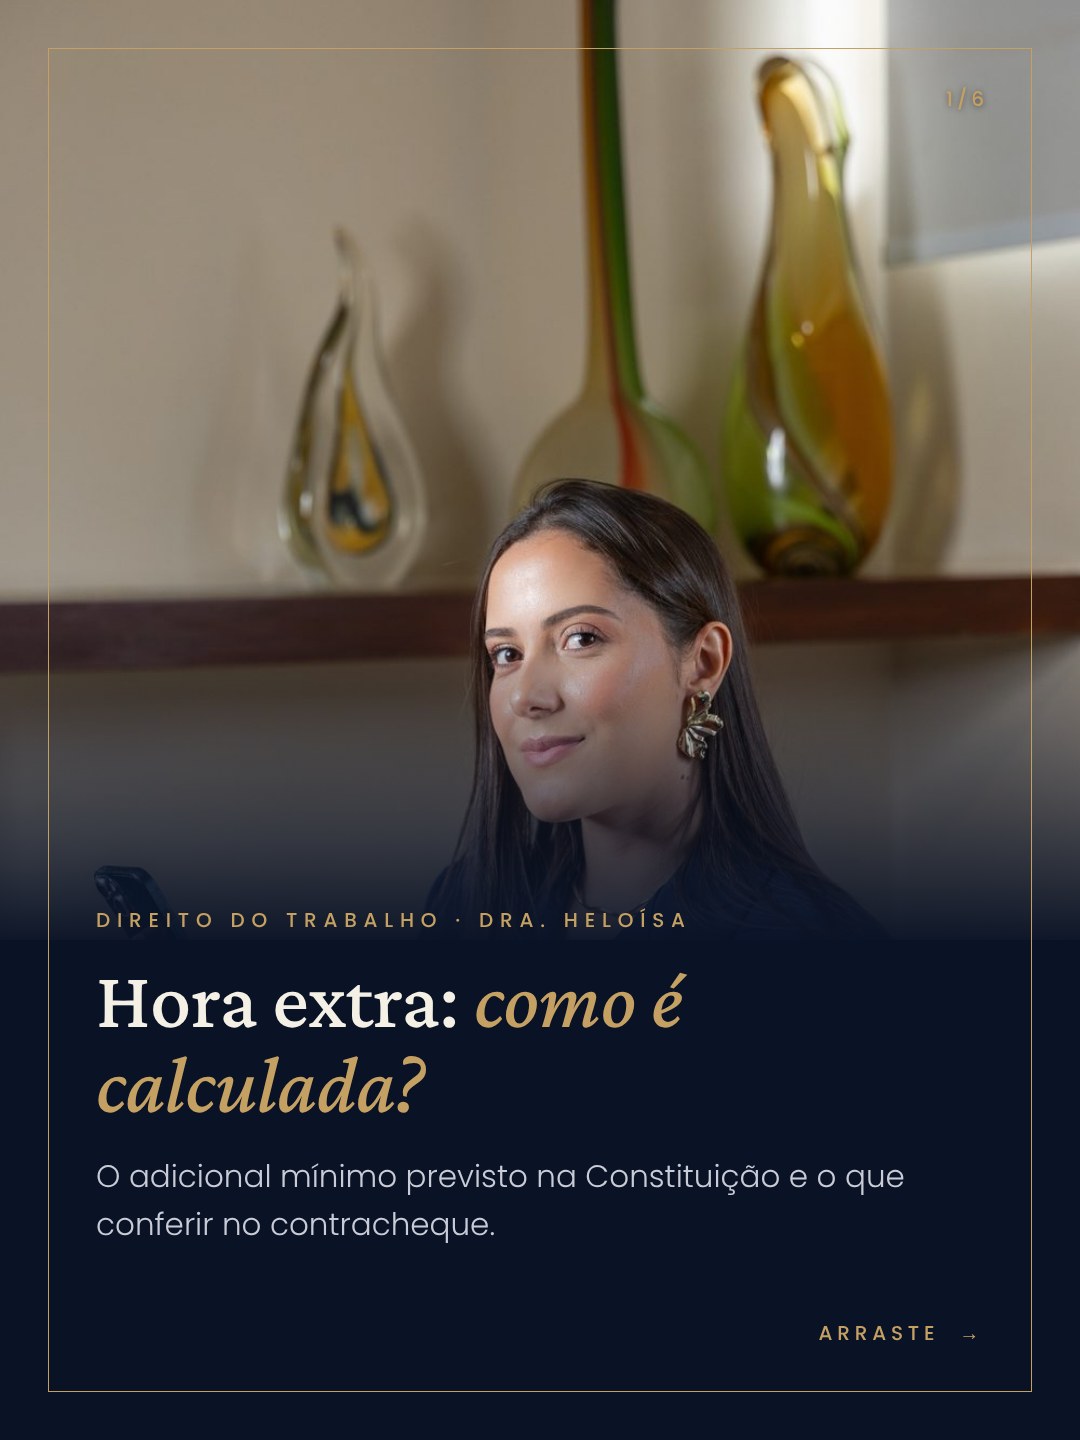 1/6
DIREITO DO TRABALHO · DRA. HELOÍSA
Hora extra: como é
calculada?
O adicional mínimo previsto na Constituição e o que
conferir no contracheque.
ARRASTE →